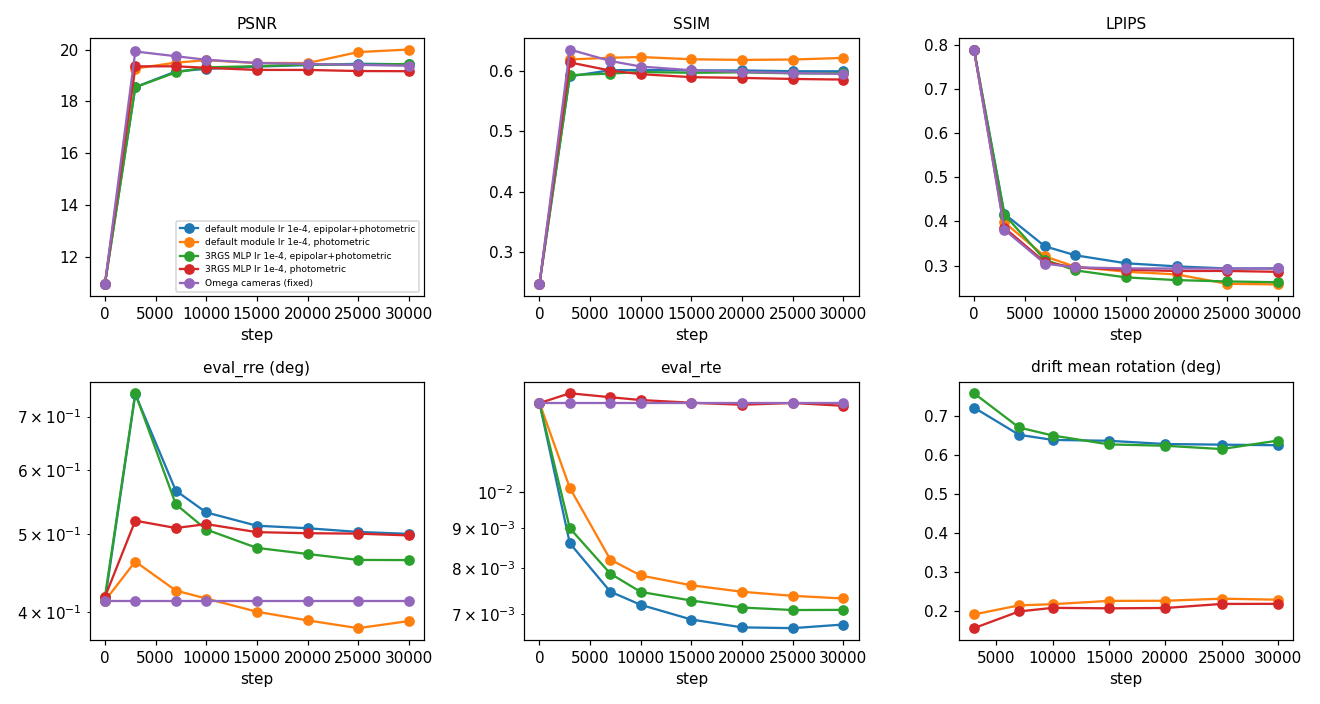 PSNR
20
18
16
14
12
0 5000 10000 15000 20000 25000 30000
step
default module lr 1e-4, epipolar+photometric
default module lr 1e-4, photometric
3RGS MLP lr 1e-4, epipolar+photometric
3RGS MLP lr 1e-4, photometric
Omega cameras (fixed)
SSIM
0.6
0.5
0.4
0.3
0 5000 10000 15000 20000 25000 30000
step
LPIPS
0.8
0.7
0.6
0.5
0.4
0.3
0 5000 10000 15000 20000 25000 30000
step
eval_rre (deg)
7 × 10⁻¹
6 × 10⁻¹
5 × 10⁻¹
4 × 10⁻¹
0 5000 10000 15000 20000 25000 30000
step
eval_rte
10⁻²
9 × 10⁻³
8 × 10⁻³
7 × 10⁻³
0 5000 10000 15000 20000 25000 30000
step
drift mean rotation (deg)
0.7
0.6
0.5
0.4
0.3
0.2
5000 10000 15000 20000 25000 30000
step